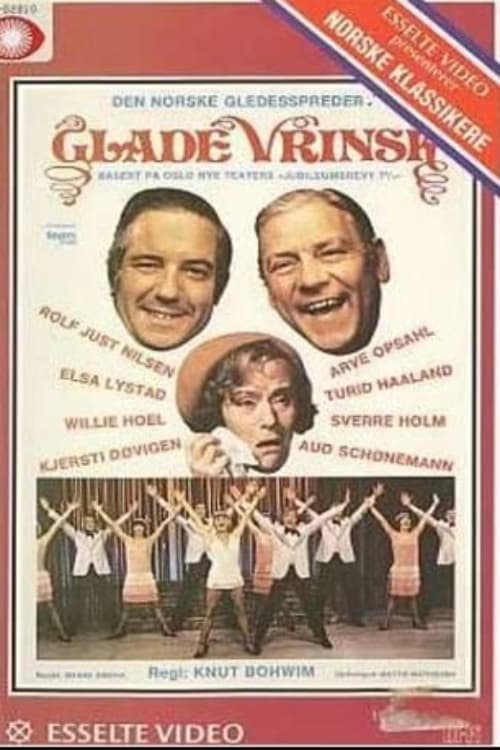 ESSELTE VIDEO
presenterer
NORSKE KLASSIKERE
DEN NORSKE GLEDESSPREDER
GLADE VRINSK
BASERT PÅ OSLO NYE TEATERS «JUBILEUMSREVY
ROLF JUST NILSEN
ARVE OPSAHL
ELSA LYSTAD
TURID HAALAND
WILLIE HOEL
SVERRE HOLM
KJERSTI DØVIGEN
AUD SCHØNEMANN
Regi: KNUT BOHWIM
ESSELTE VIDEO